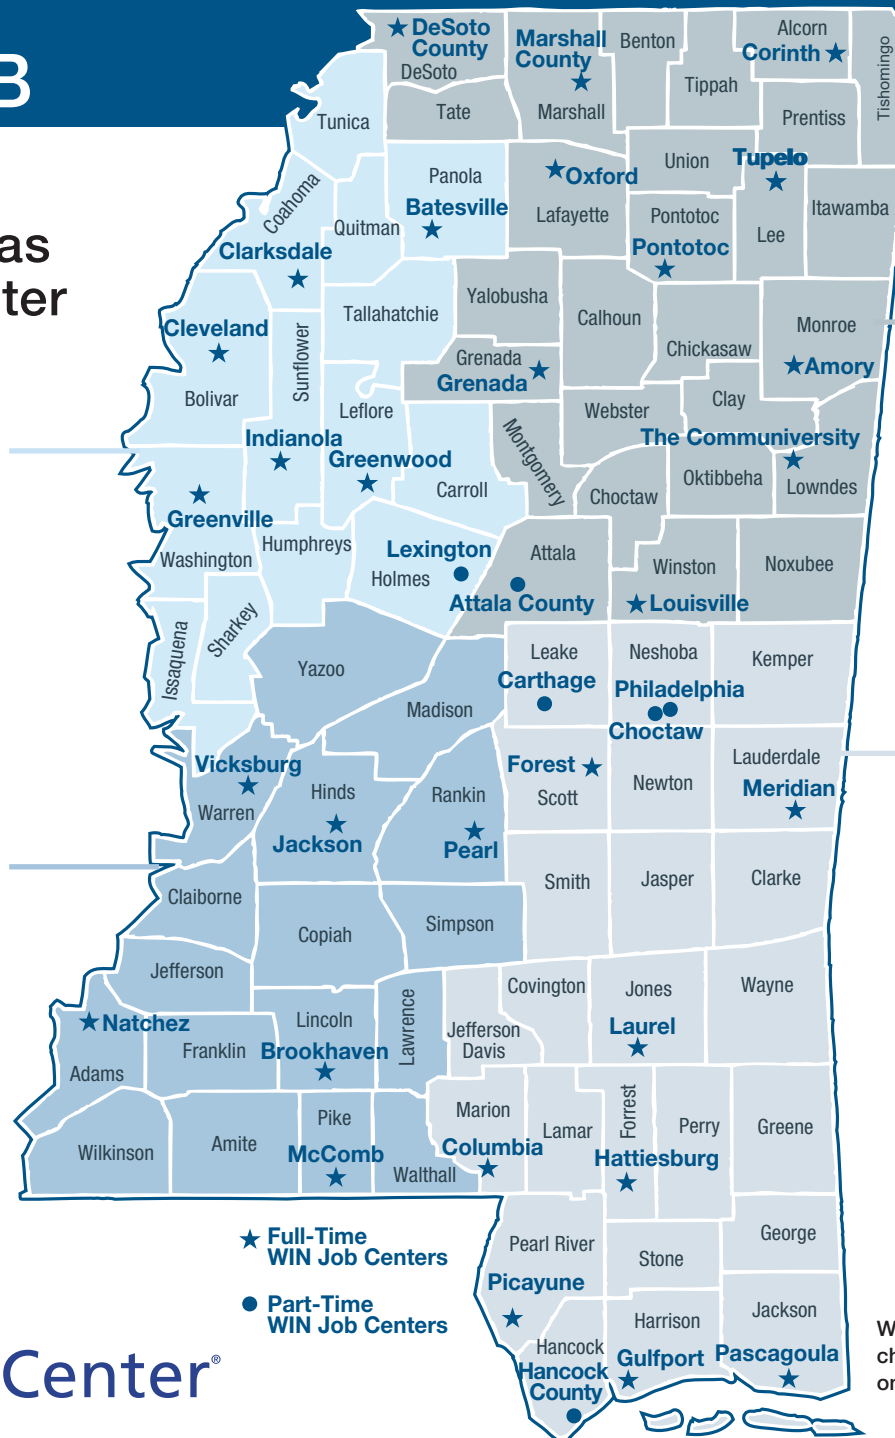 B
as
ter
DeSoto
County
DeSoto
Marshall
County
Marshall
Benton
Tippah
Alcorn
Corinth
Tishomingo
Tunica
Tate
Prentiss
Coahoma
Clarksdale
Quitman
Panola
Batesville
Oxford
Lafayette
Union
Tupelo
Lee
Itawamba
Pontotoc
Pontotoc
Cleveland
Bolivar
Sunflower
Indianola
Tallahatchie
Yalobusha
Calhoun
Chickasaw
Monroe
Amory
Grenada
Grenada
Leflore
Greenwood
Carroll
Montgomery
Webster
Clay
The Communiversity
Choctaw
Oktibbeha
Lowndes
Greenville
Washington
Humphreys
Lexington
Holmes
Attala
Attala County
Winston
Louisville
Noxubee
Issaquena
Sharkey
Yazoo
Madison
Leake
Carthage
Neshoba
Philadelphia
Choctaw
Kemper
Vicksburg
Warren
Hinds
Jackson
Rankin
Pearl
Forest
Scott
Newton
Lauderdale
Meridian
Claiborne
Copiah
Simpson
Smith
Jasper
Clarke
Jefferson
Natchez
Adams
Franklin
Lincoln
Brookhaven
Lawrence
Jefferson
Davis
Covington
Jones
Laurel
Wayne
Wilkinson
Amite
Pike
McComb
Walthall
Marion
Columbia
Lamar
Forrest
Hattiesburg
Perry
Greene
Full-Time
WIN Job Centers
Part-Time
WIN Job Centers
Pearl River
Picayune
Stone
George
Hancock
Hancock
County
Harrison
Gulfport
Jackson
Pascagoula
Center®
W
ch
or